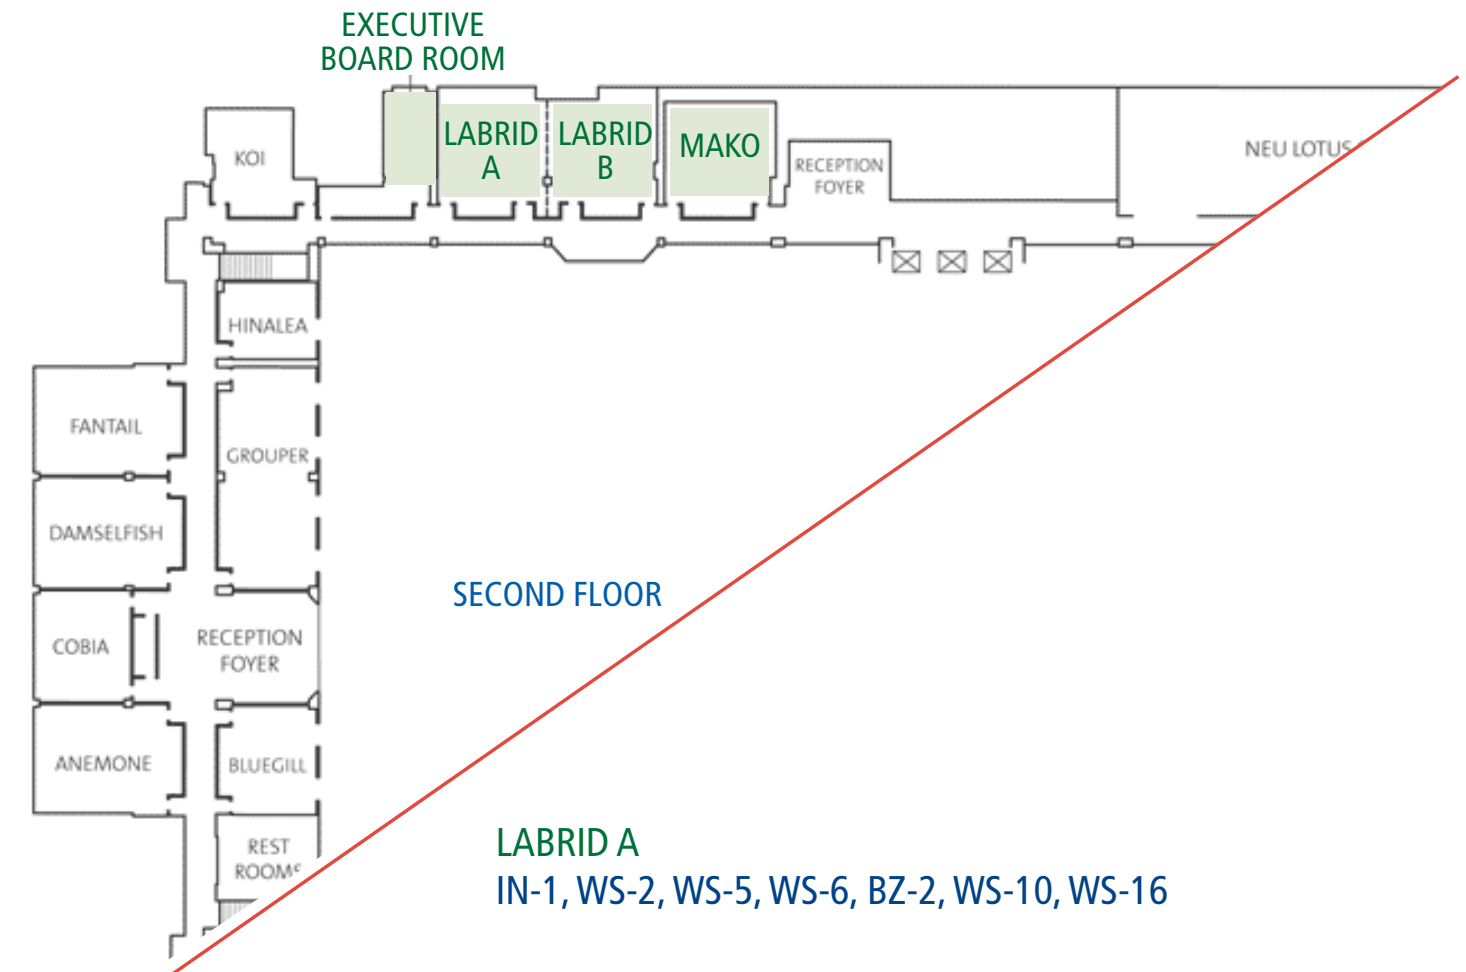 EXECUTIVE
BOARD ROOM
KOI
LABRID
A
LABRID
B
MAKO
RECEPTION
FOYER
NEU LOTUS
HINALEA
FANTAIL
GROUPER
DAMSELFISH
SECOND FLOOR
COBIA
RECEPTION
FOYER
ANEMONE
BLUEGILL
REST
ROOMS
LABRID A
IN-1, WS-2, WS-5, WS-6, BZ-2, WS-10, WS-16